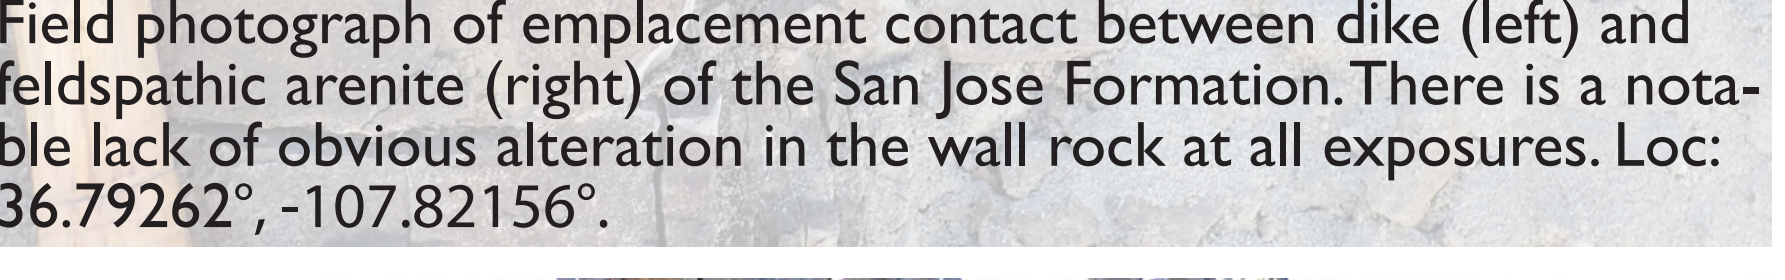 Field photograph of emplacement contact between dike (left) and
feldspathic arenite (right) of the San Jose Formation. There is a nota-
ble lack of obvious alteration in the wall rock at all exposures. Loc:
36.79262°, -107.82156°.